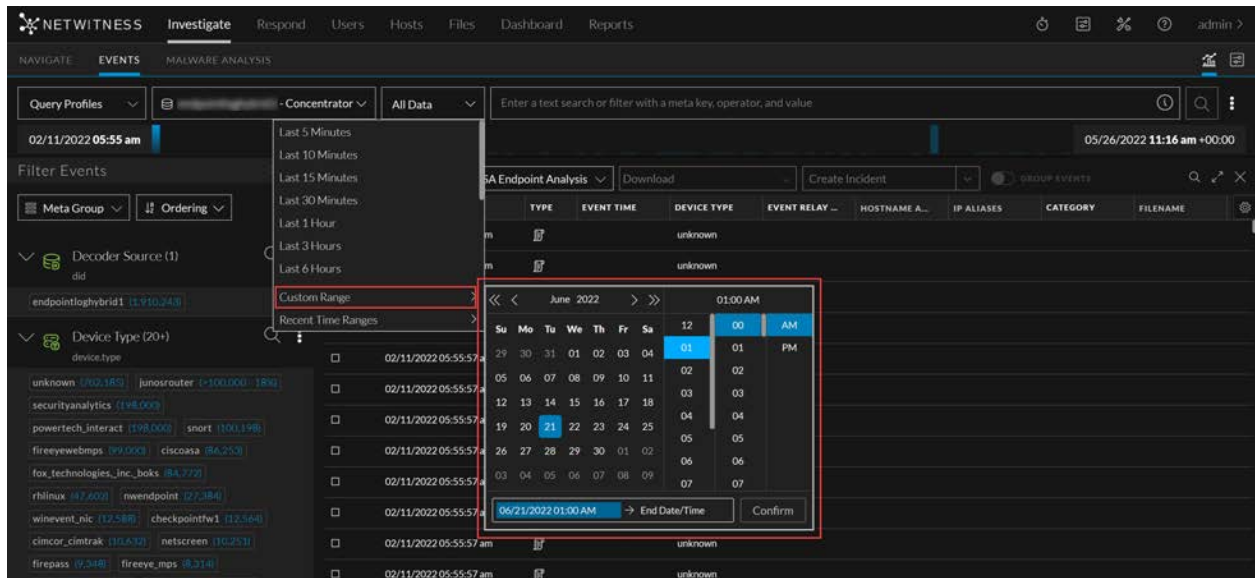 NETWITNESS Investigate Respond Users Hosts Files Dashboard Reports admin >
NAVIGATE EVENTS MALWARE ANALYSIS
Query Profiles - Concentrator All Data Enter a text search or filter with a meta key, operator, and value
02/11/2022 05:55 am 05/26/2022 11:16 am +00:00
Last 5 Minutes
Last 10 Minutes
Last 15 Minutes
Last 30 Minutes
Last 1 Hour
Last 3 Hours
Last 6 Hours
Custom Range
Recent Time Ranges
Filter Events
SA Endpoint Analysis Download Create Incident GROUP EVENTS
Meta Group Ordering
TYPE EVENT TIME DEVICE TYPE EVENT RELAY ... HOSTNAME A... IP ALIASES CATEGORY FILENAME
m unknown
m unknown
Decoder Source (1)
did
endpointloghybrid1 (1,910,243)
Device Type (20+)
device.type
unknown (702,185) junosrouter (>100,000 - 18%)
securityanalytics (198,000)
powertech_interact (198,000) snort (100,198)
fireeyewebmps (99,000) ciscoasa (86,253)
fox_technologies,_inc._boks (84,772)
rhlinux (47,602) nwendpoint (27,384)
winevent_nic (12,588) checkpointfw1 (12,564)
cimcor_cimtrak (10,632) netscreen (10,251)
firepass (9,348) fireeye_mps (8,314)
02/11/2022 05:55:57 a
02/11/2022 05:55:57 a
02/11/2022 05:55:57 a
02/11/2022 05:55:57 a
02/11/2022 05:55:57 a
02/11/2022 05:55:57 a
02/11/2022 05:55:57 am unknown
02/11/2022 05:55:57 am unknown
June 2022 01:00 AM
Su Mo Tu We Th Fr Sa
29 30 31 01 02 03 04
05 06 07 08 09 10 11
12 13 14 15 16 17 18
19 20 21 22 23 24 25
26 27 28 29 30 01 02
03 04 05 06 07 08 09
12 00 AM
01 01 PM
02 02
03 03
04 04
05 05
06 06
07 07
06/21/2022 01:00 AM → End Date/Time Confirm